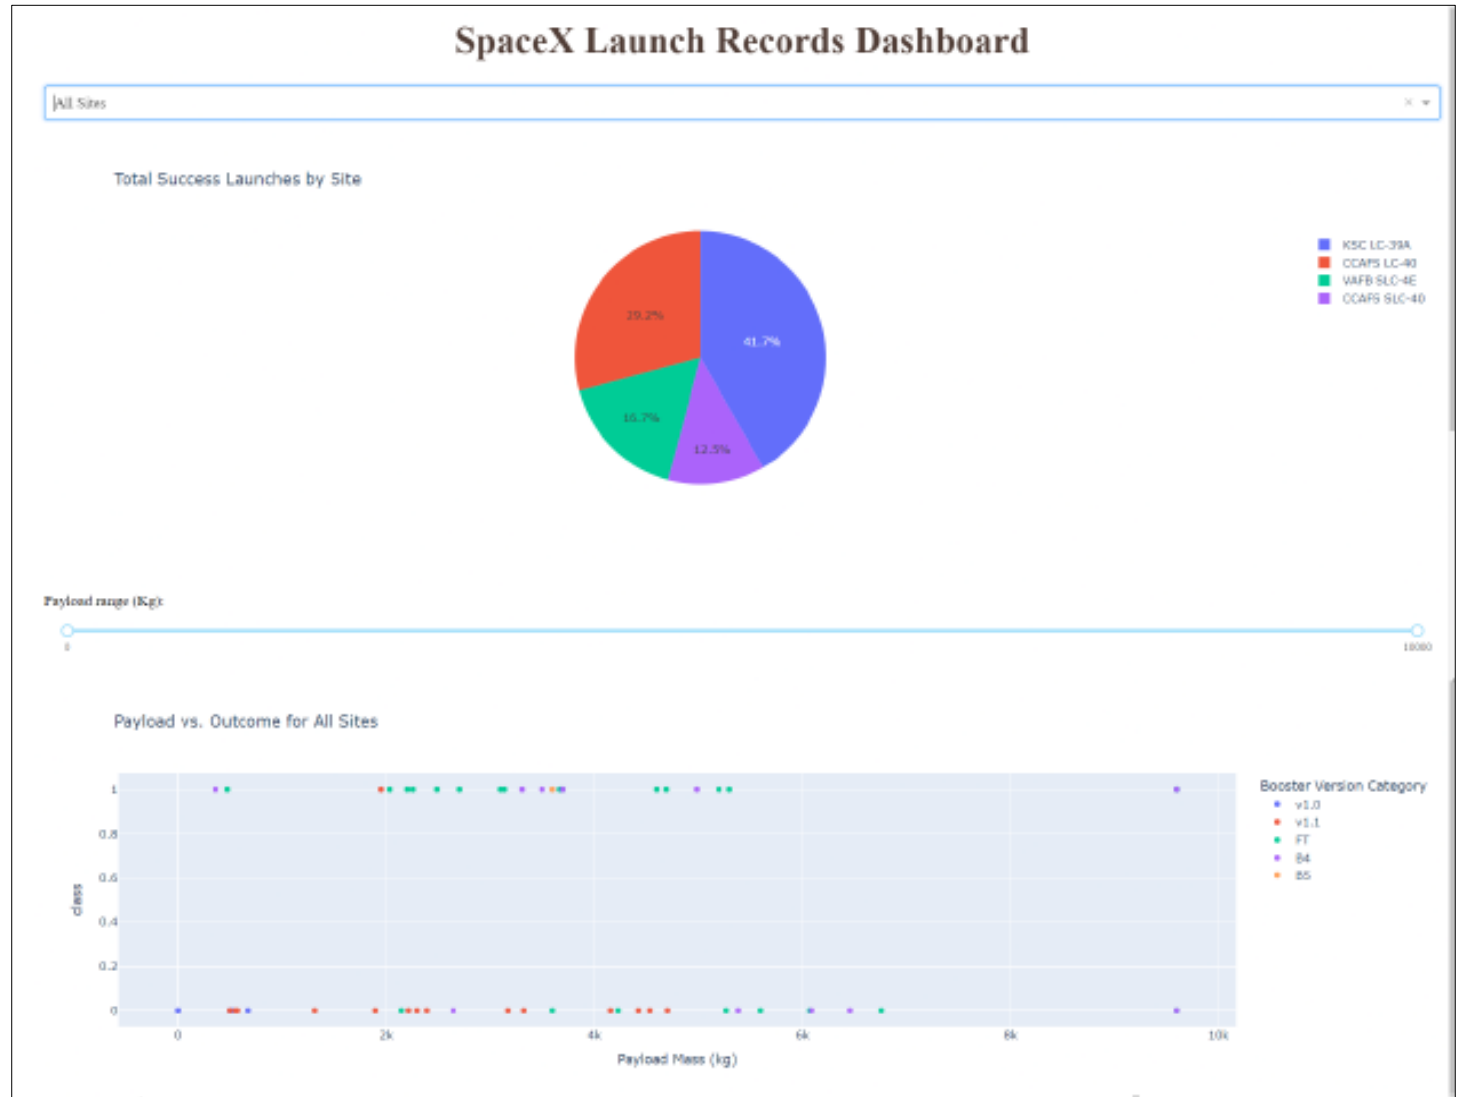 SpaceX Launch Records Dashboard
All Sites
Total Success Launches by Site
KSC LC-39A
CCAFS LC-40
VAFB SLC-4E
CCAFS SLC-40
29.2%
41.7%
16.7%
12.5%
Payload range (Kg):
0
10000
Payload vs. Outcome for All Sites
Booster Version Category
v1.0
v1.1
FT
B4
B5
class
1
0.8
0.6
0.4
0.2
0
0 2k 4k 6k 8k 10k
Payload Mass (kg)